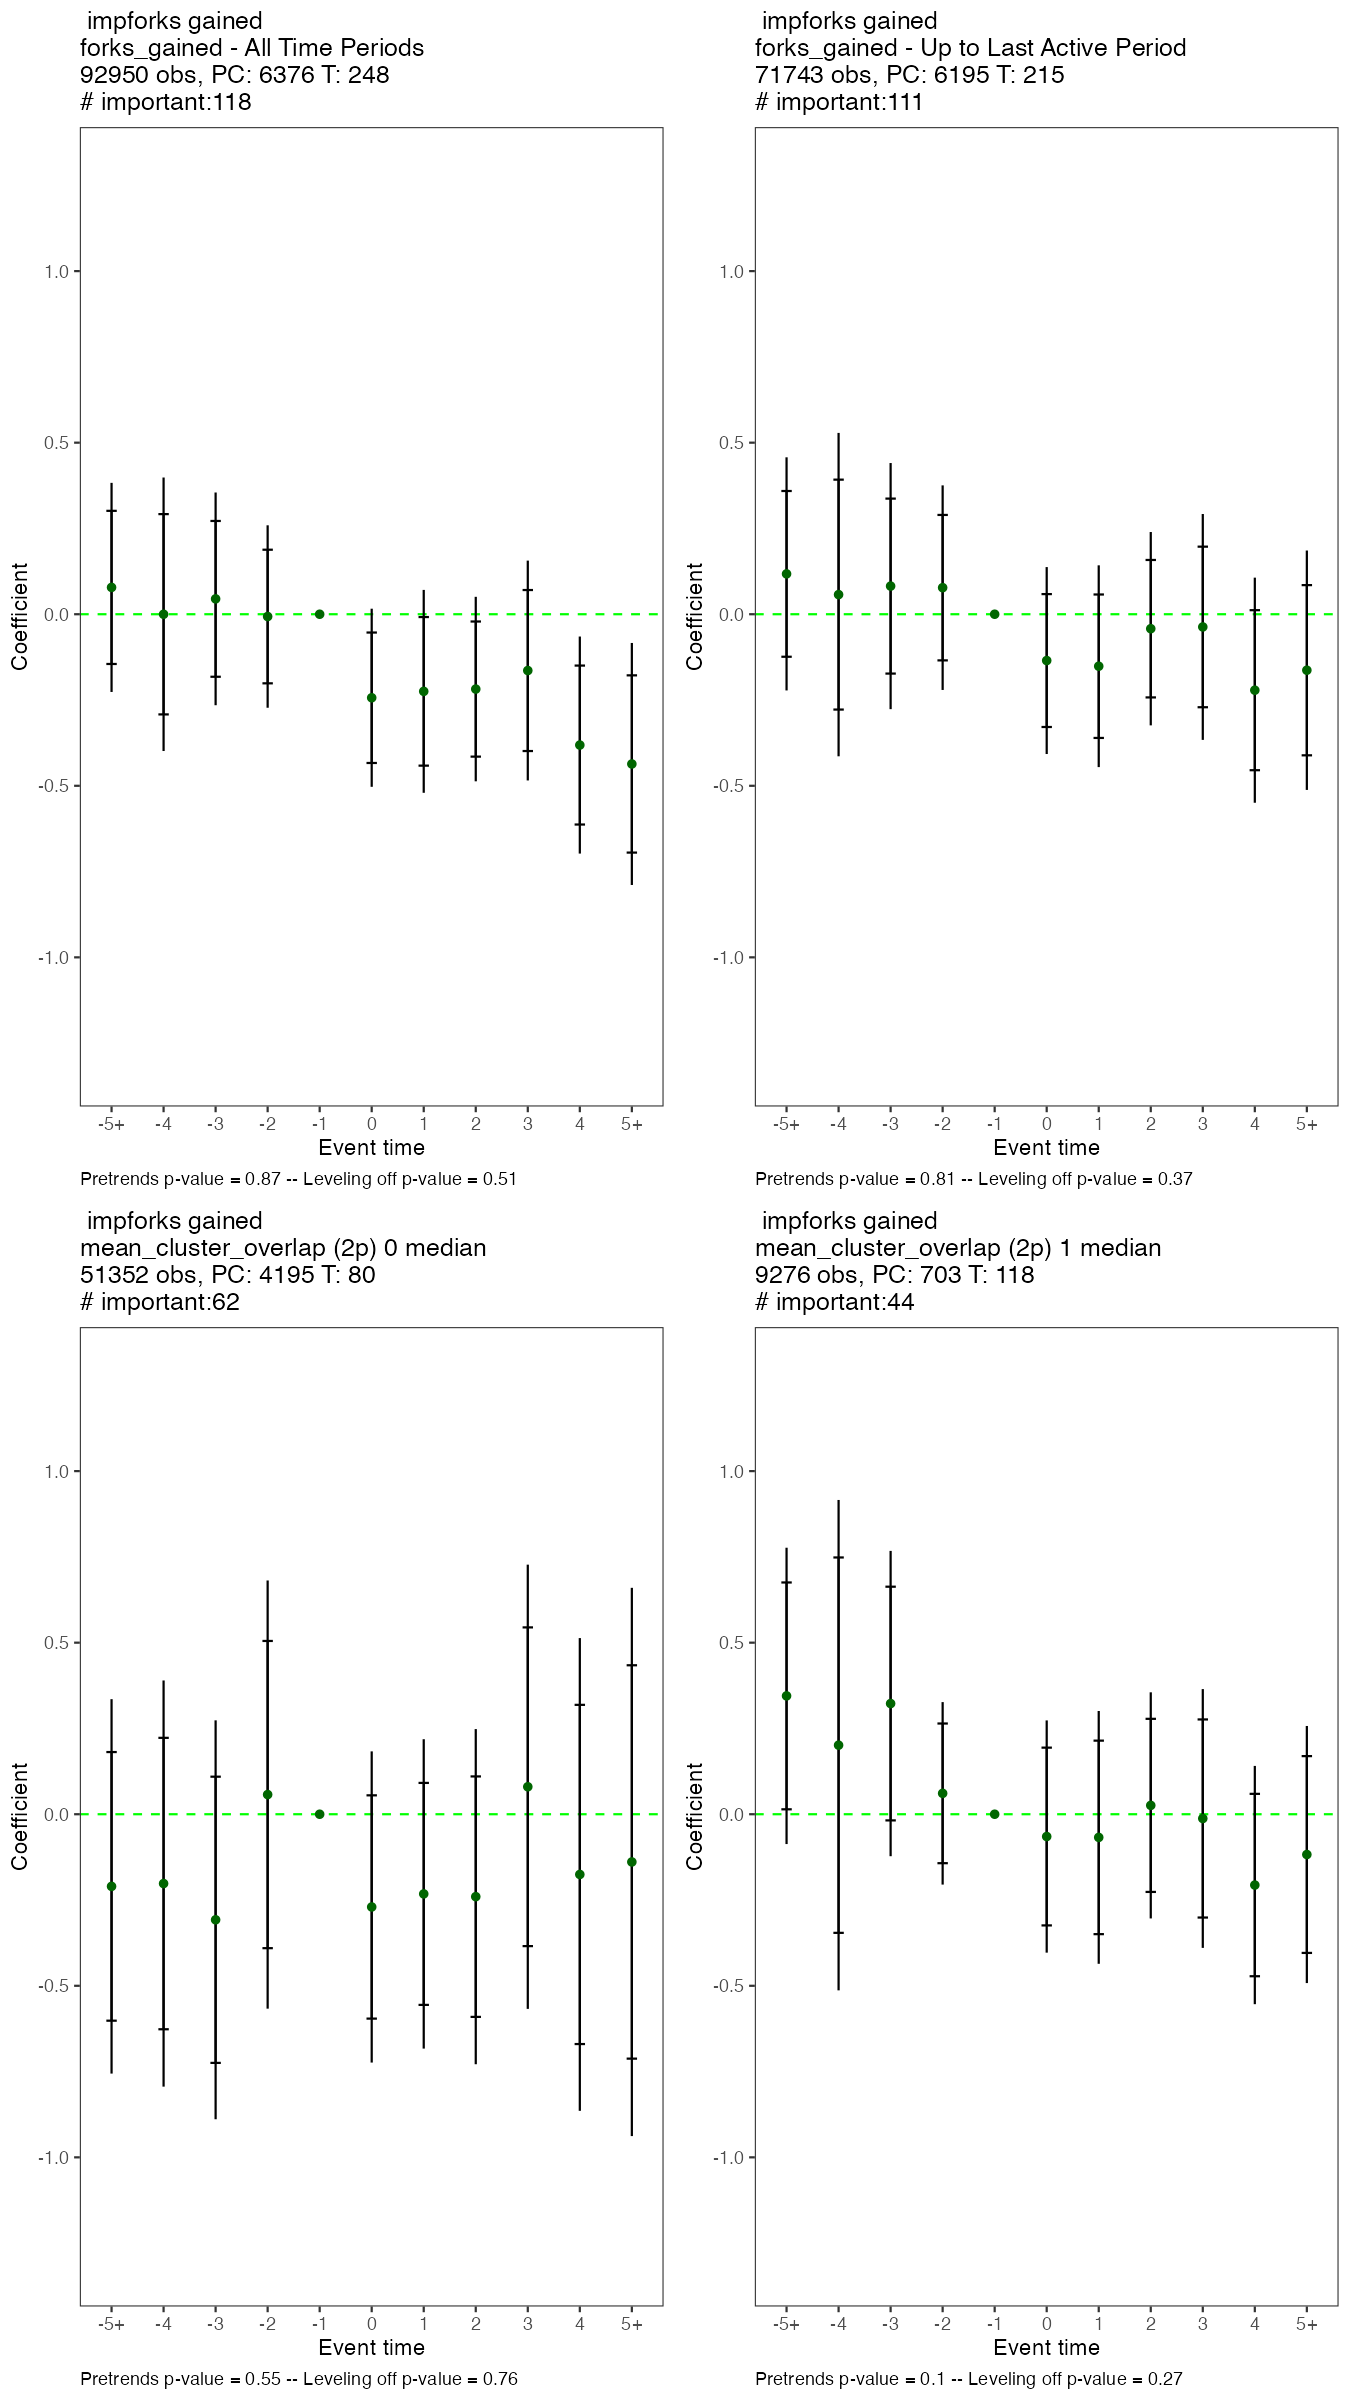 impforks gained
forks_gained - All Time Periods
92950 obs, PC: 6376 T: 248
# important:118
1.0
0.5
0.0
-0.5
-1.0
Coefficient
-5+ -4 -3 -2 -1 0 1 2 3 4 5+
Event time
Pretrends p-value = 0.87 -- Leveling off p-value = 0.51
impforks gained
forks_gained - Up to Last Active Period
71743 obs, PC: 6195 T: 215
# important:111
1.0
0.5
0.0
-0.5
-1.0
Coefficient
-5+ -4 -3 -2 -1 0 1 2 3 4 5+
Event time
Pretrends p-value = 0.81 -- Leveling off p-value = 0.37
impforks gained
mean_cluster_overlap (2p) 0 median
51352 obs, PC: 4195 T: 80
# important:62
1.0
0.5
0.0
-0.5
-1.0
Coefficient
-5+ -4 -3 -2 -1 0 1 2 3 4 5+
Event time
Pretrends p-value = 0.55 -- Leveling off p-value = 0.76
impforks gained
mean_cluster_overlap (2p) 1 median
9276 obs, PC: 703 T: 118
# important:44
1.0
0.5
0.0
-0.5
-1.0
Coefficient
-5+ -4 -3 -2 -1 0 1 2 3 4 5+
Event time
Pretrends p-value = 0.1 -- Leveling off p-value = 0.27